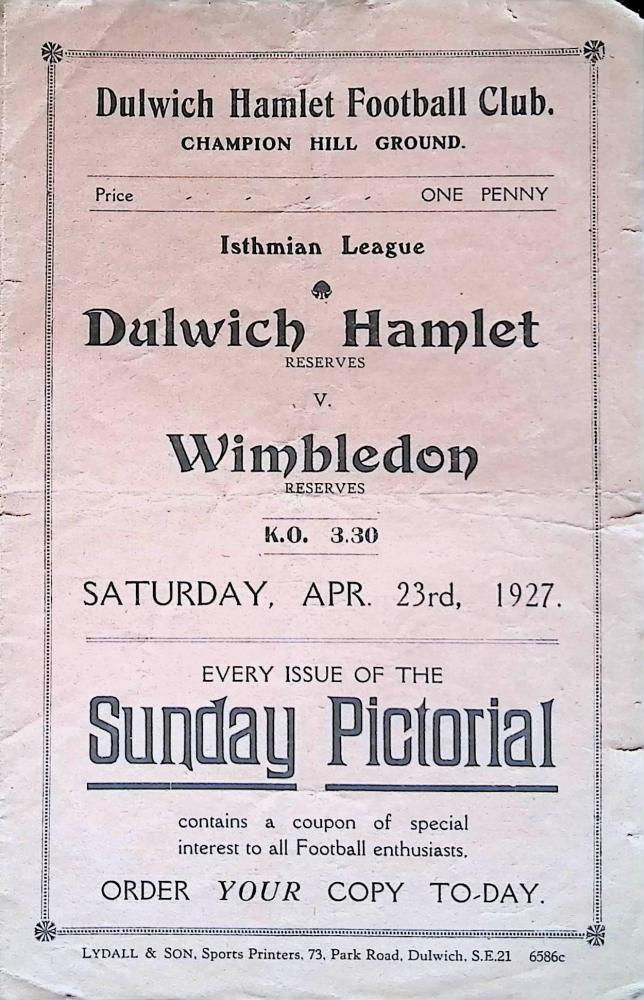 Dulwich Hamlet Football Club.
CHAMPION HILL GROUND.
Price - - - - ONE PENNY
Isthmian League
Dulwich Hamlet
RESERVES
v.
Wimbledon
RESERVES
K.O. 3.30
SATURDAY, APR. 23rd, 1927.
EVERY ISSUE OF THE
Sunday Pictorial
contains a coupon of special
interest to all Football enthusiasts.
ORDER YOUR COPY TO-DAY.
LYDALL & SON, Sports Printers, 73, Park Road, Dulwich, S.E.21 6586c